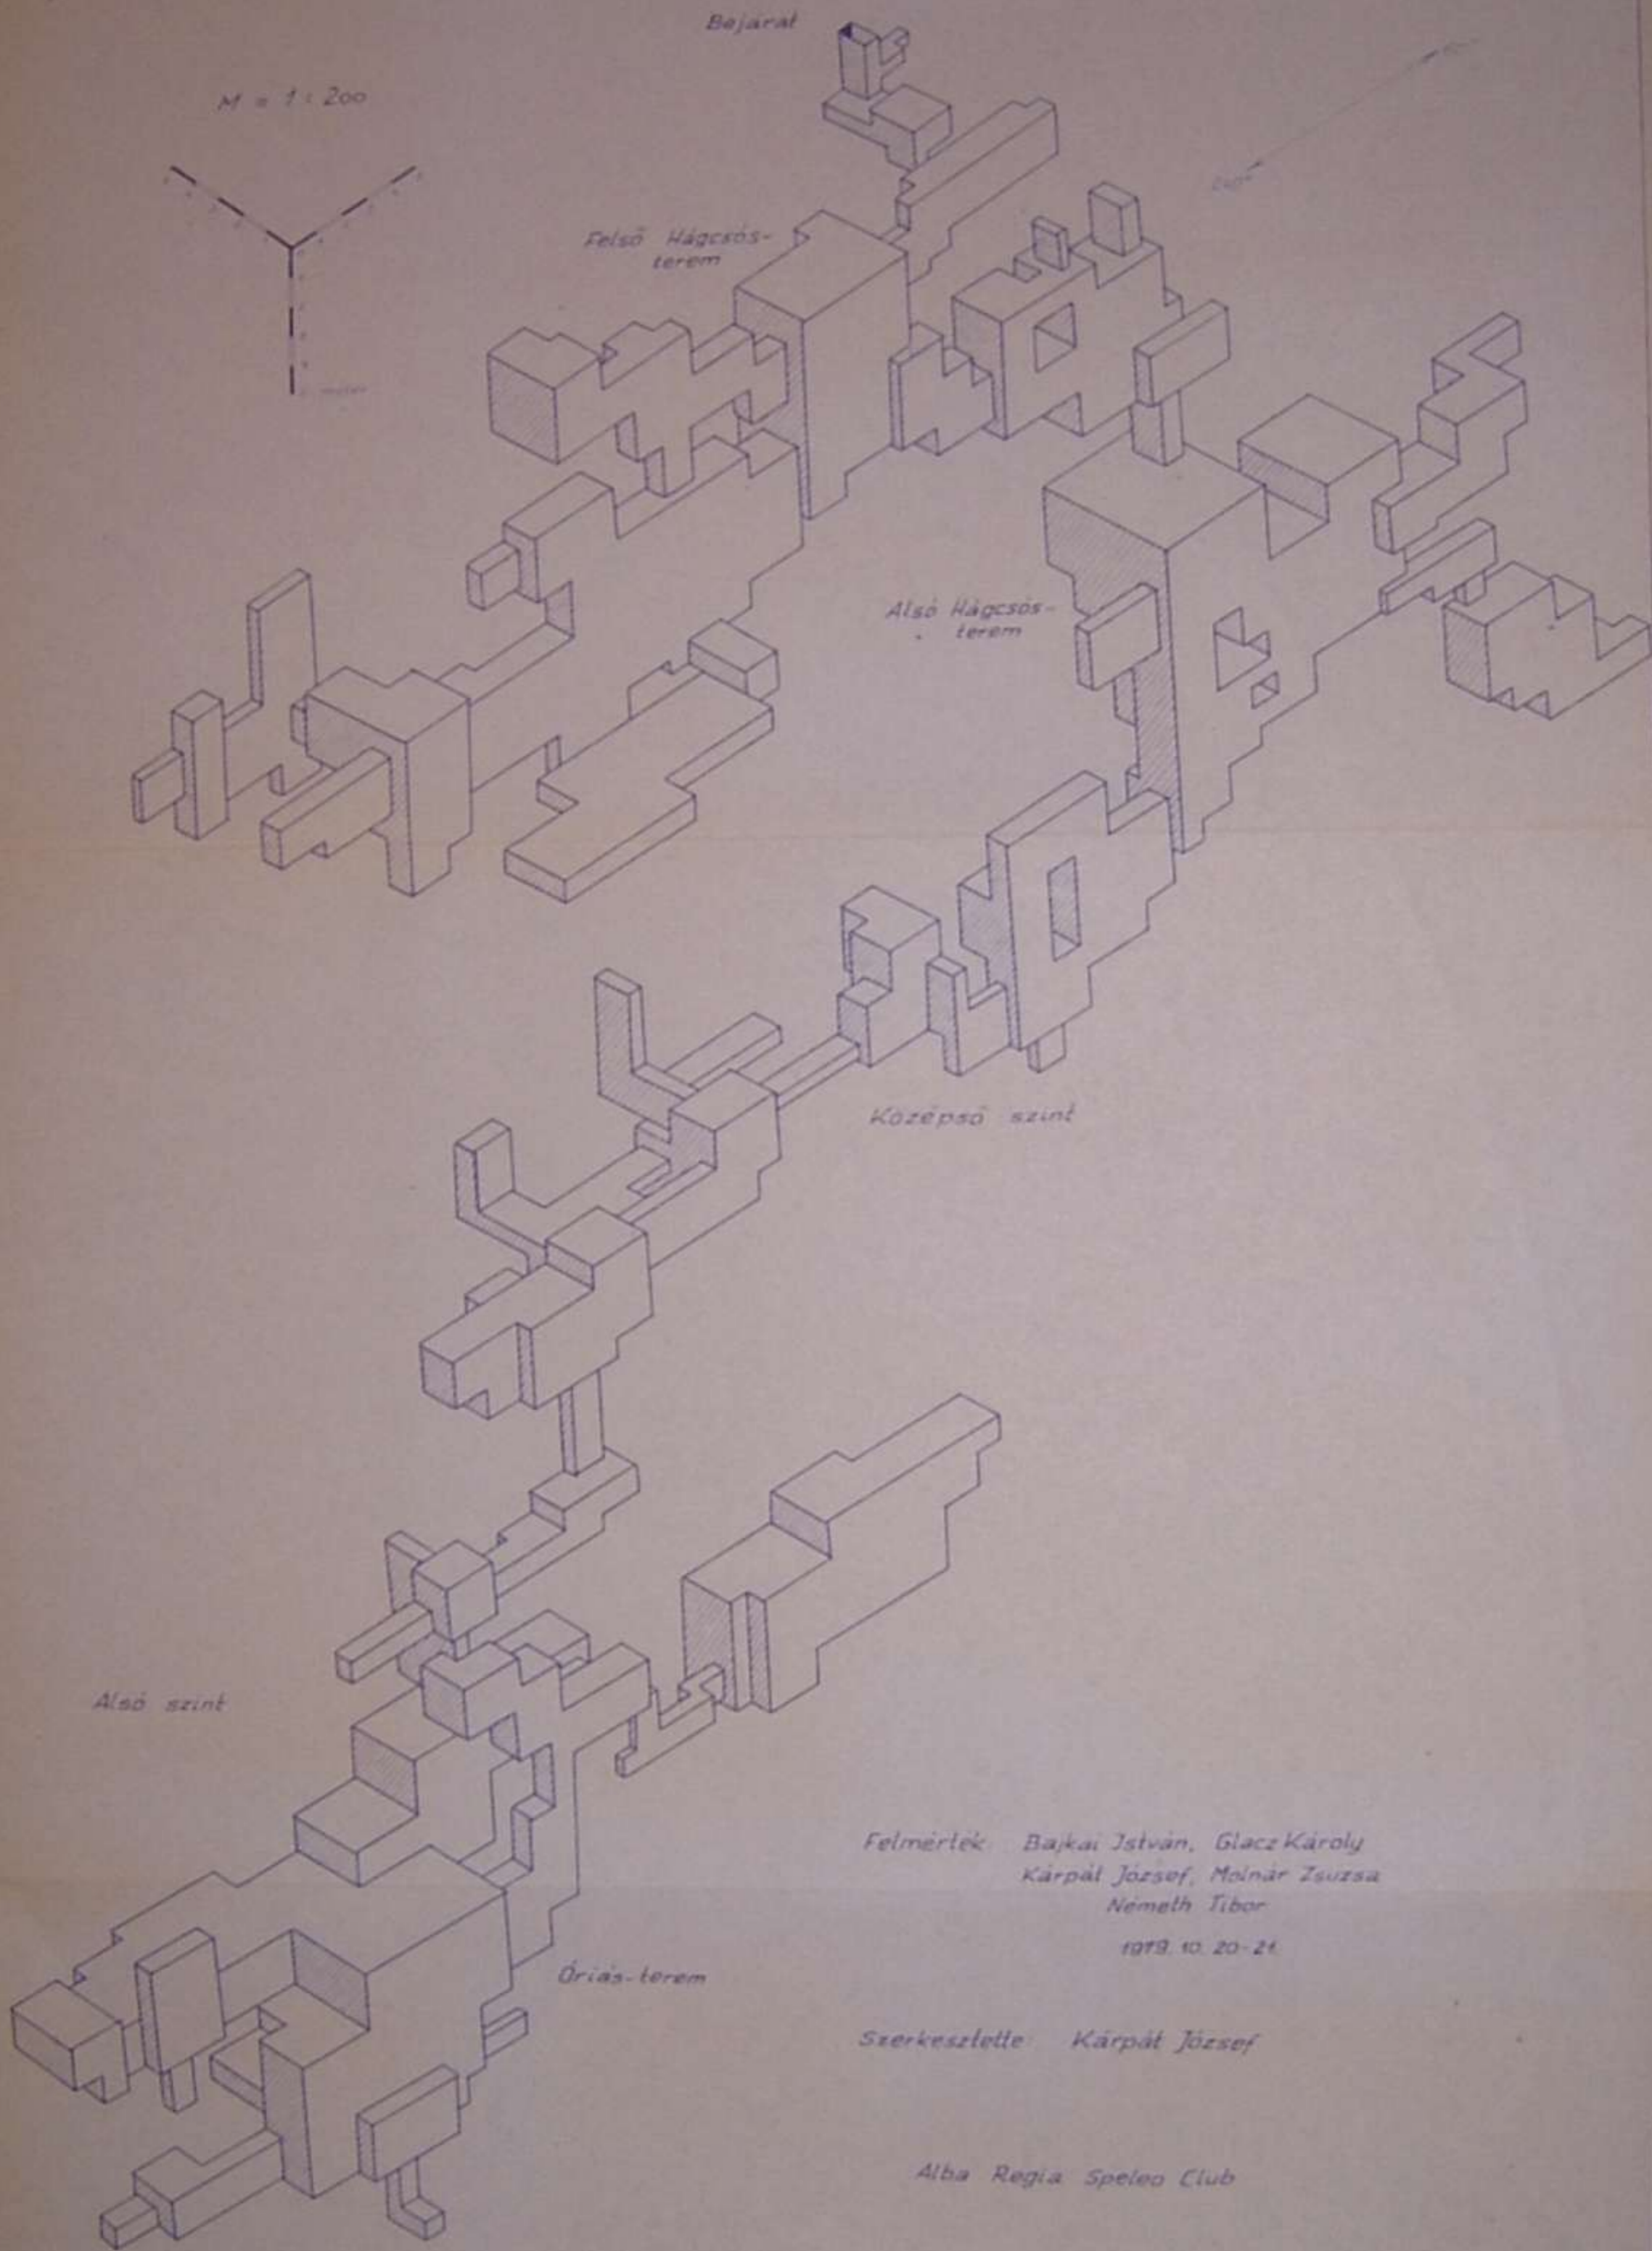 Bejárat
M = 1 : 200
Felső Hágcsós-
terem
Alsó Hágcsós-
terem
Középső szint
Alsó szint
Óriás-terem
Felmérték: Bajkai István, Glacz Károly
Kárpát József, Molnár Zsuzsa
Németh Tibor
1979. 10. 20-21.
Szerkesztette: Kárpát József
Alba Regia Speleo Club